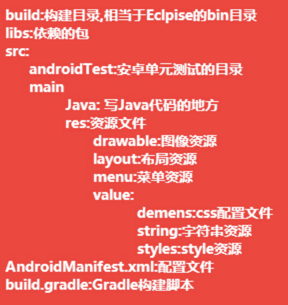 build:构建目录,相当于Eclpise的bin目录
libs:依赖的包
src:
androidTest:安卓单元测试的目录
main
Java: 写Java代码的地方
res:资源文件
drawable:图像资源
layout:布局资源
menu:菜单资源
value:
demens:css配置文件
string:字符串资源
styles:style资源
AndroidManifest.xml:配置文件
build.gradle:Gradle构建脚本